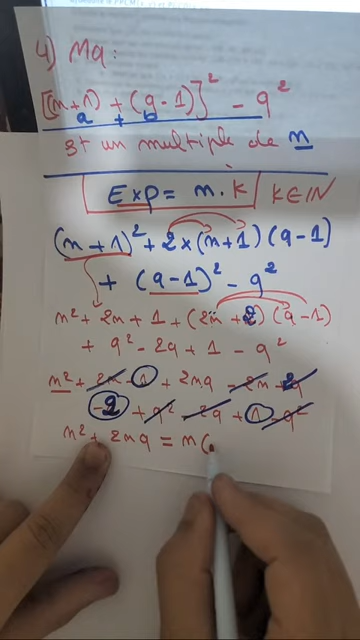 4) Mq:
[(n+1) + (q-1)]² - q²
a + b
st un multiple de n
Exp = n.k / k∈IN
(n+1)² + 2×(n+1)(q-1)
+ (q-1)² - q²
n² + 2n + 1 + (2n + 2)(q-1)
+ q² - 2q + 1 - q²
n² + 2n + 1 + 2nq - 2n + 2q
-2 + q² - 2q + 1 - q²
n² + 2nq = n(